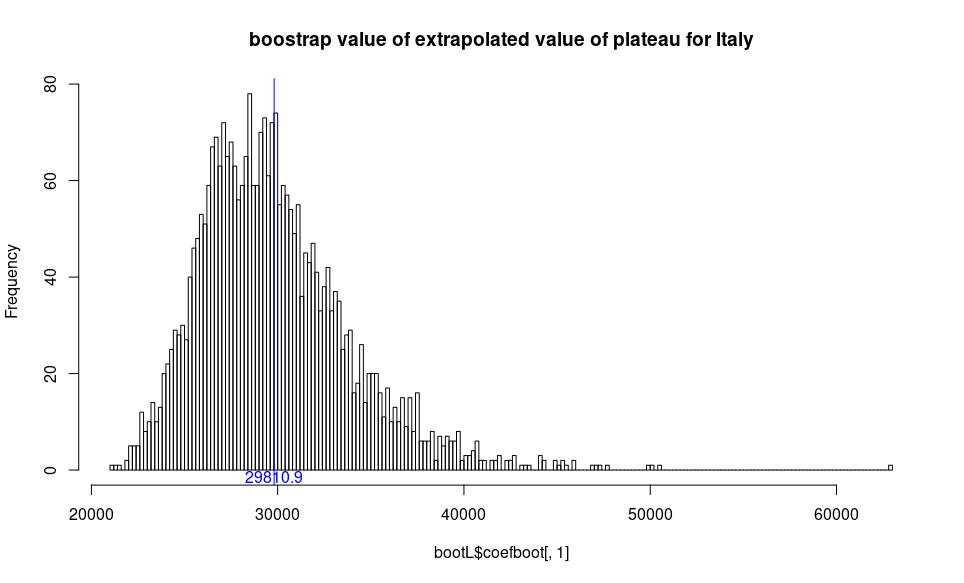 boostrap value of extrapolated value of plateau for Italy
80
60
40
20
0
Frequency
29810.9
20000 30000 40000 50000 60000
bootL$coefboot[, 1]